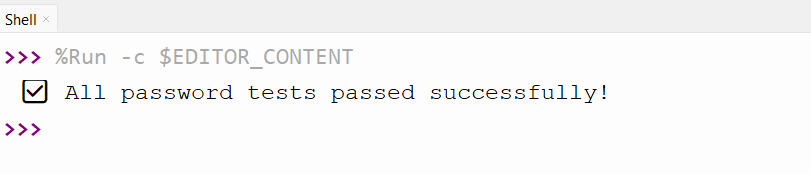 Shell ×
>>> %Run -c $EDITOR_CONTENT
☑ All password tests passed successfully!
>>>